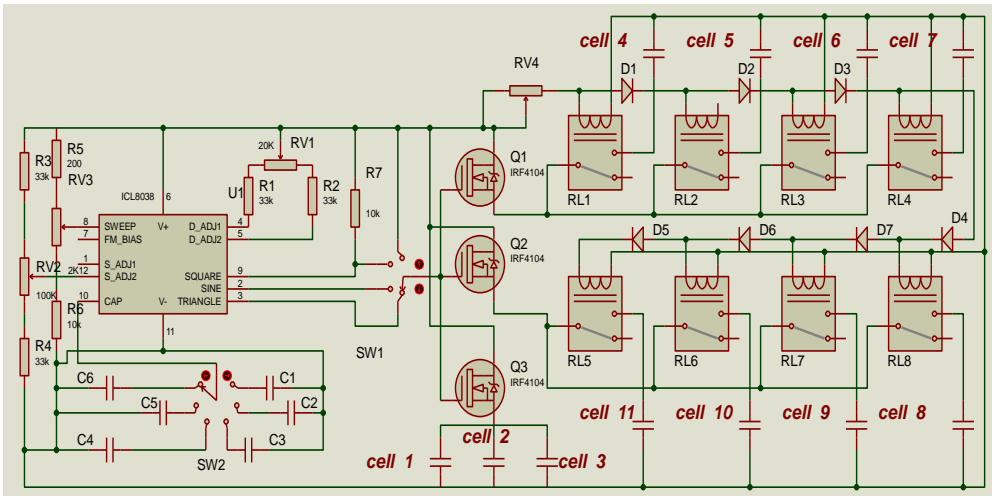 cell 4 cell 5 cell 6 cell 7
RV4
D1 D2 D3
R3
33k
R5
200
RV3
20K
RV1
R7
10k
Q1
IRF4104
RL1 RL2 RL3 RL4
ICL8038
U1
R1
33k
R2
33k
6
8 SWEEP V+ D_ADJ1 4
7 FM_BIAS D_ADJ2 5
1 S_ADJ1
2K12 S_ADJ2 SQUARE 9
SINE 2
10 CAP V- TRIANGLE 3
11
RV2
100K
R6
10k
R4
33k
Q2
IRF4104
D5 D6 D7 D4
SW1
RL5 RL6 RL7 RL8
Q3
IRF4104
C6 C1
C5 C2
C4 C3
SW2
cell 11 cell 10 cell 9 cell 8
cell 2
cell 1 cell 3